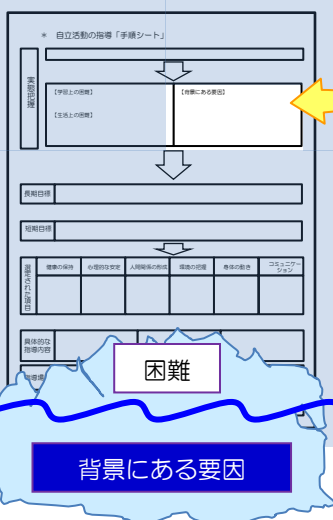 * 自立活動の指導「手順シート」
実態把握
【学習上の困難】
【背景にある要因】
【生活上の困難】
長期目標
短期目標
選定された項目
健康の保持
心理的な安定
人間関係の形成
環境の把握
身体の動き
コミュニケー
ション
具体的な
指導内容
困難
背景にある要因